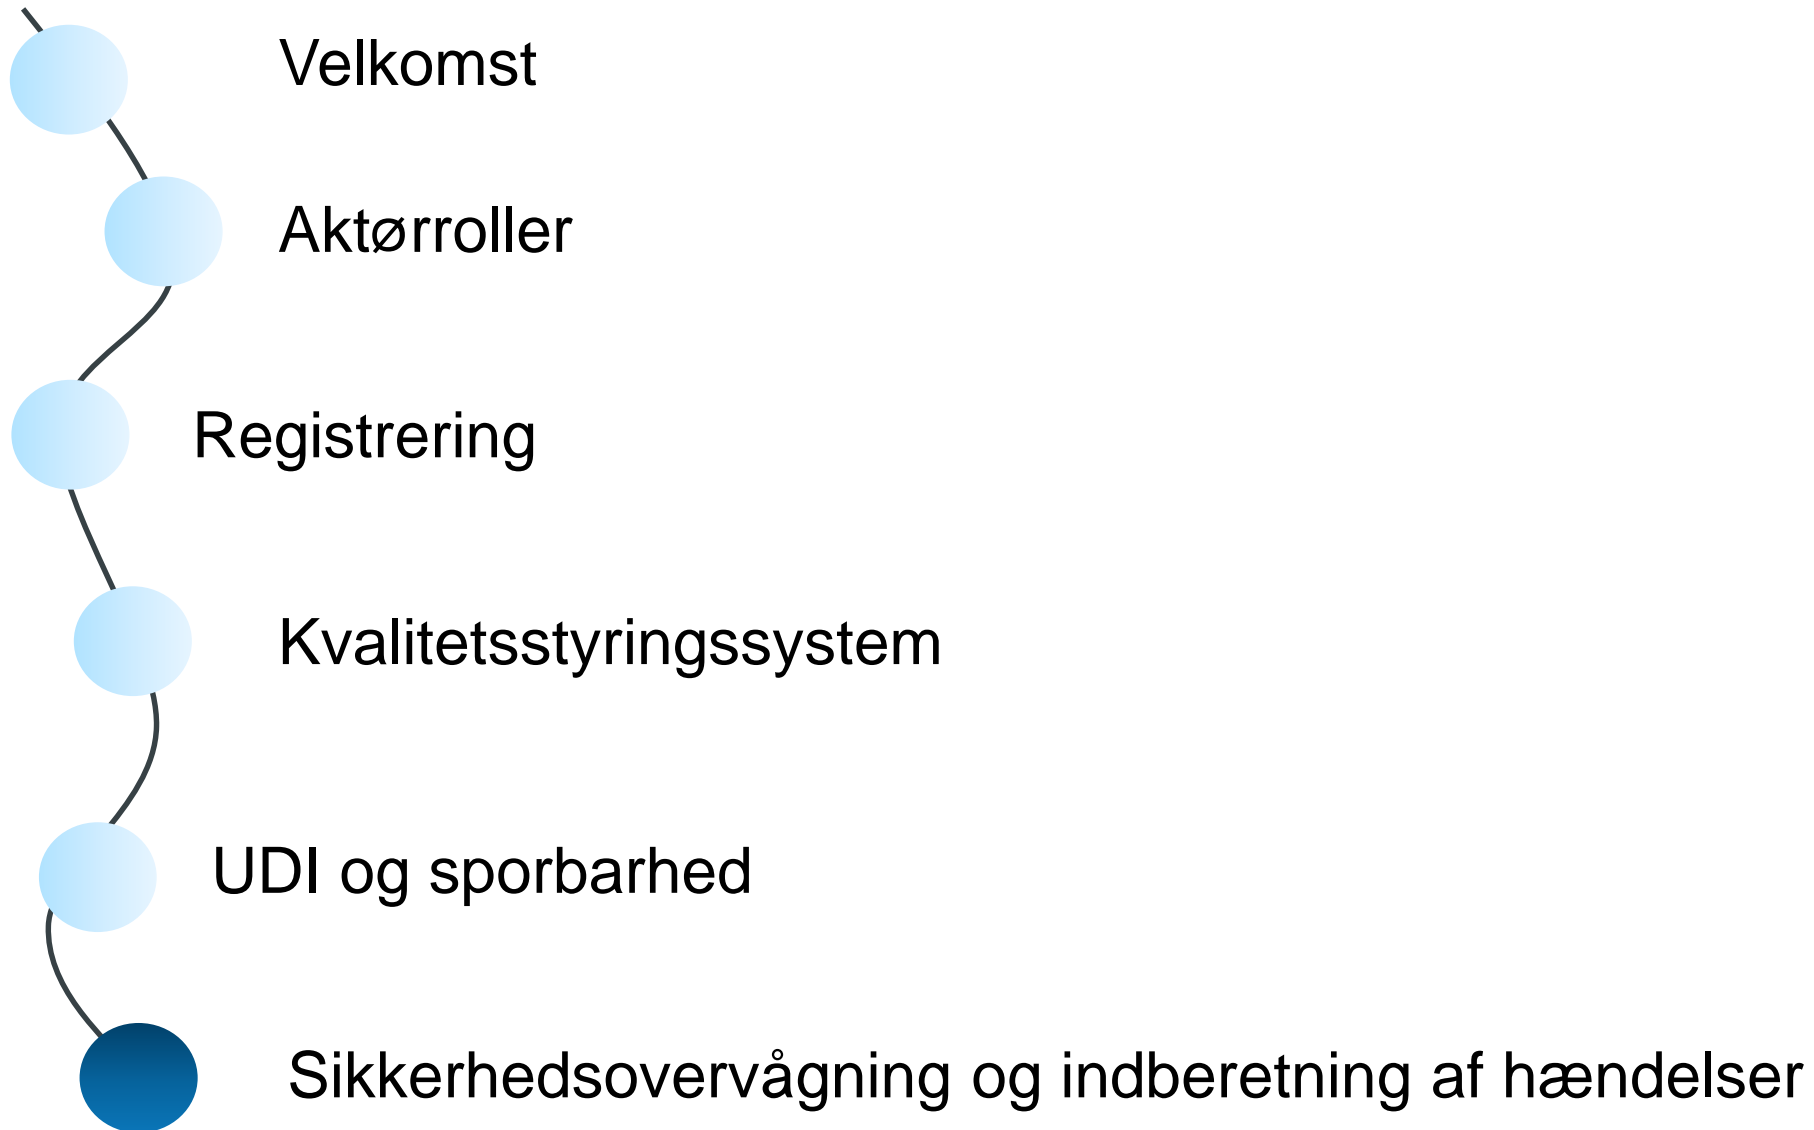 Velkomst
Aktørroller
Registrering
Kvalitetsstyringssystem
UDI og sporbarhed
Sikkerhedsovervågning og indberetning af hændelser